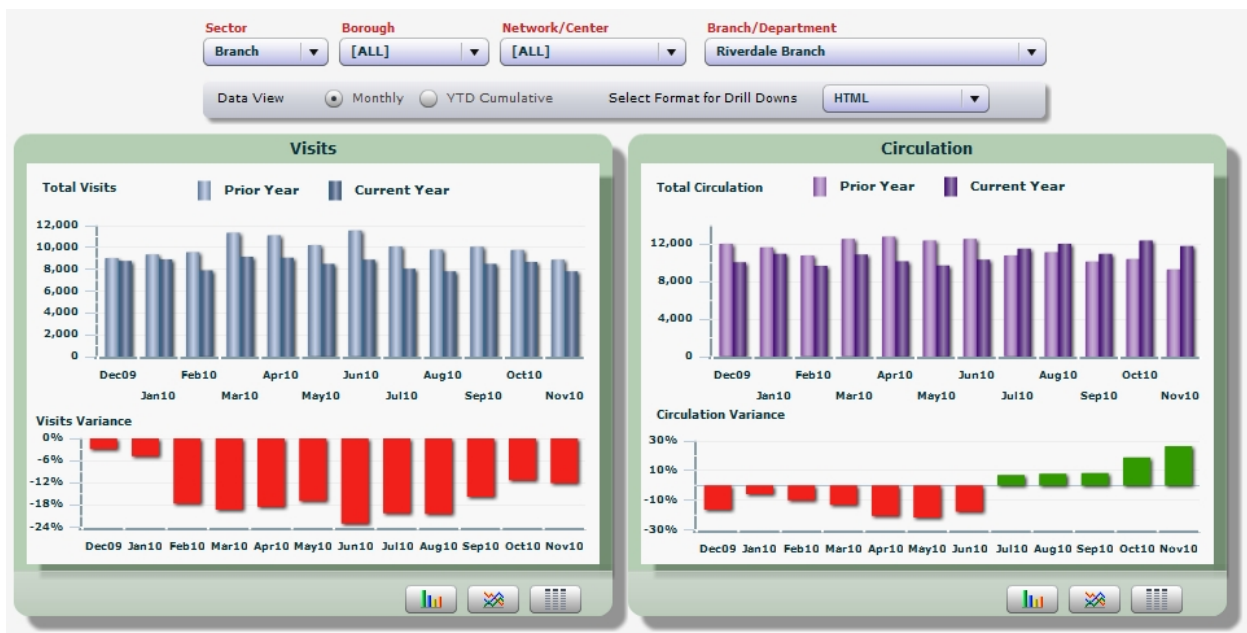 Sector Borough Network/Center Branch/Department
Branch [ALL] [ALL] Riverdale Branch
Data View Monthly YTD Cumulative Select Format for Drill Downs HTML
Visits
Total Visits Prior Year Current Year
12,000
10,000
8,000
6,000
4,000
2,000
0
Dec09 Feb10 Apr10 Jun10 Aug10 Oct10
Jan10 Mar10 May10 Jul10 Sep10 Nov10
Visits Variance
0%
-6%
-12%
-18%
-24%
Dec09 Jan10 Feb10 Mar10 Apr10 May10 Jun10 Jul10 Aug10 Sep10 Oct10 Nov10
Circulation
Total Circulation Prior Year Current Year
12,000
8,000
4,000
0
Dec09 Feb10 Apr10 Jun10 Aug10 Oct10
Jan10 Mar10 May10 Jul10 Sep10 Nov10
Circulation Variance
30%
10%
-10%
-30%
Dec09 Jan10 Feb10 Mar10 Apr10 May10 Jun10 Jul10 Aug10 Sep10 Oct10 Nov10